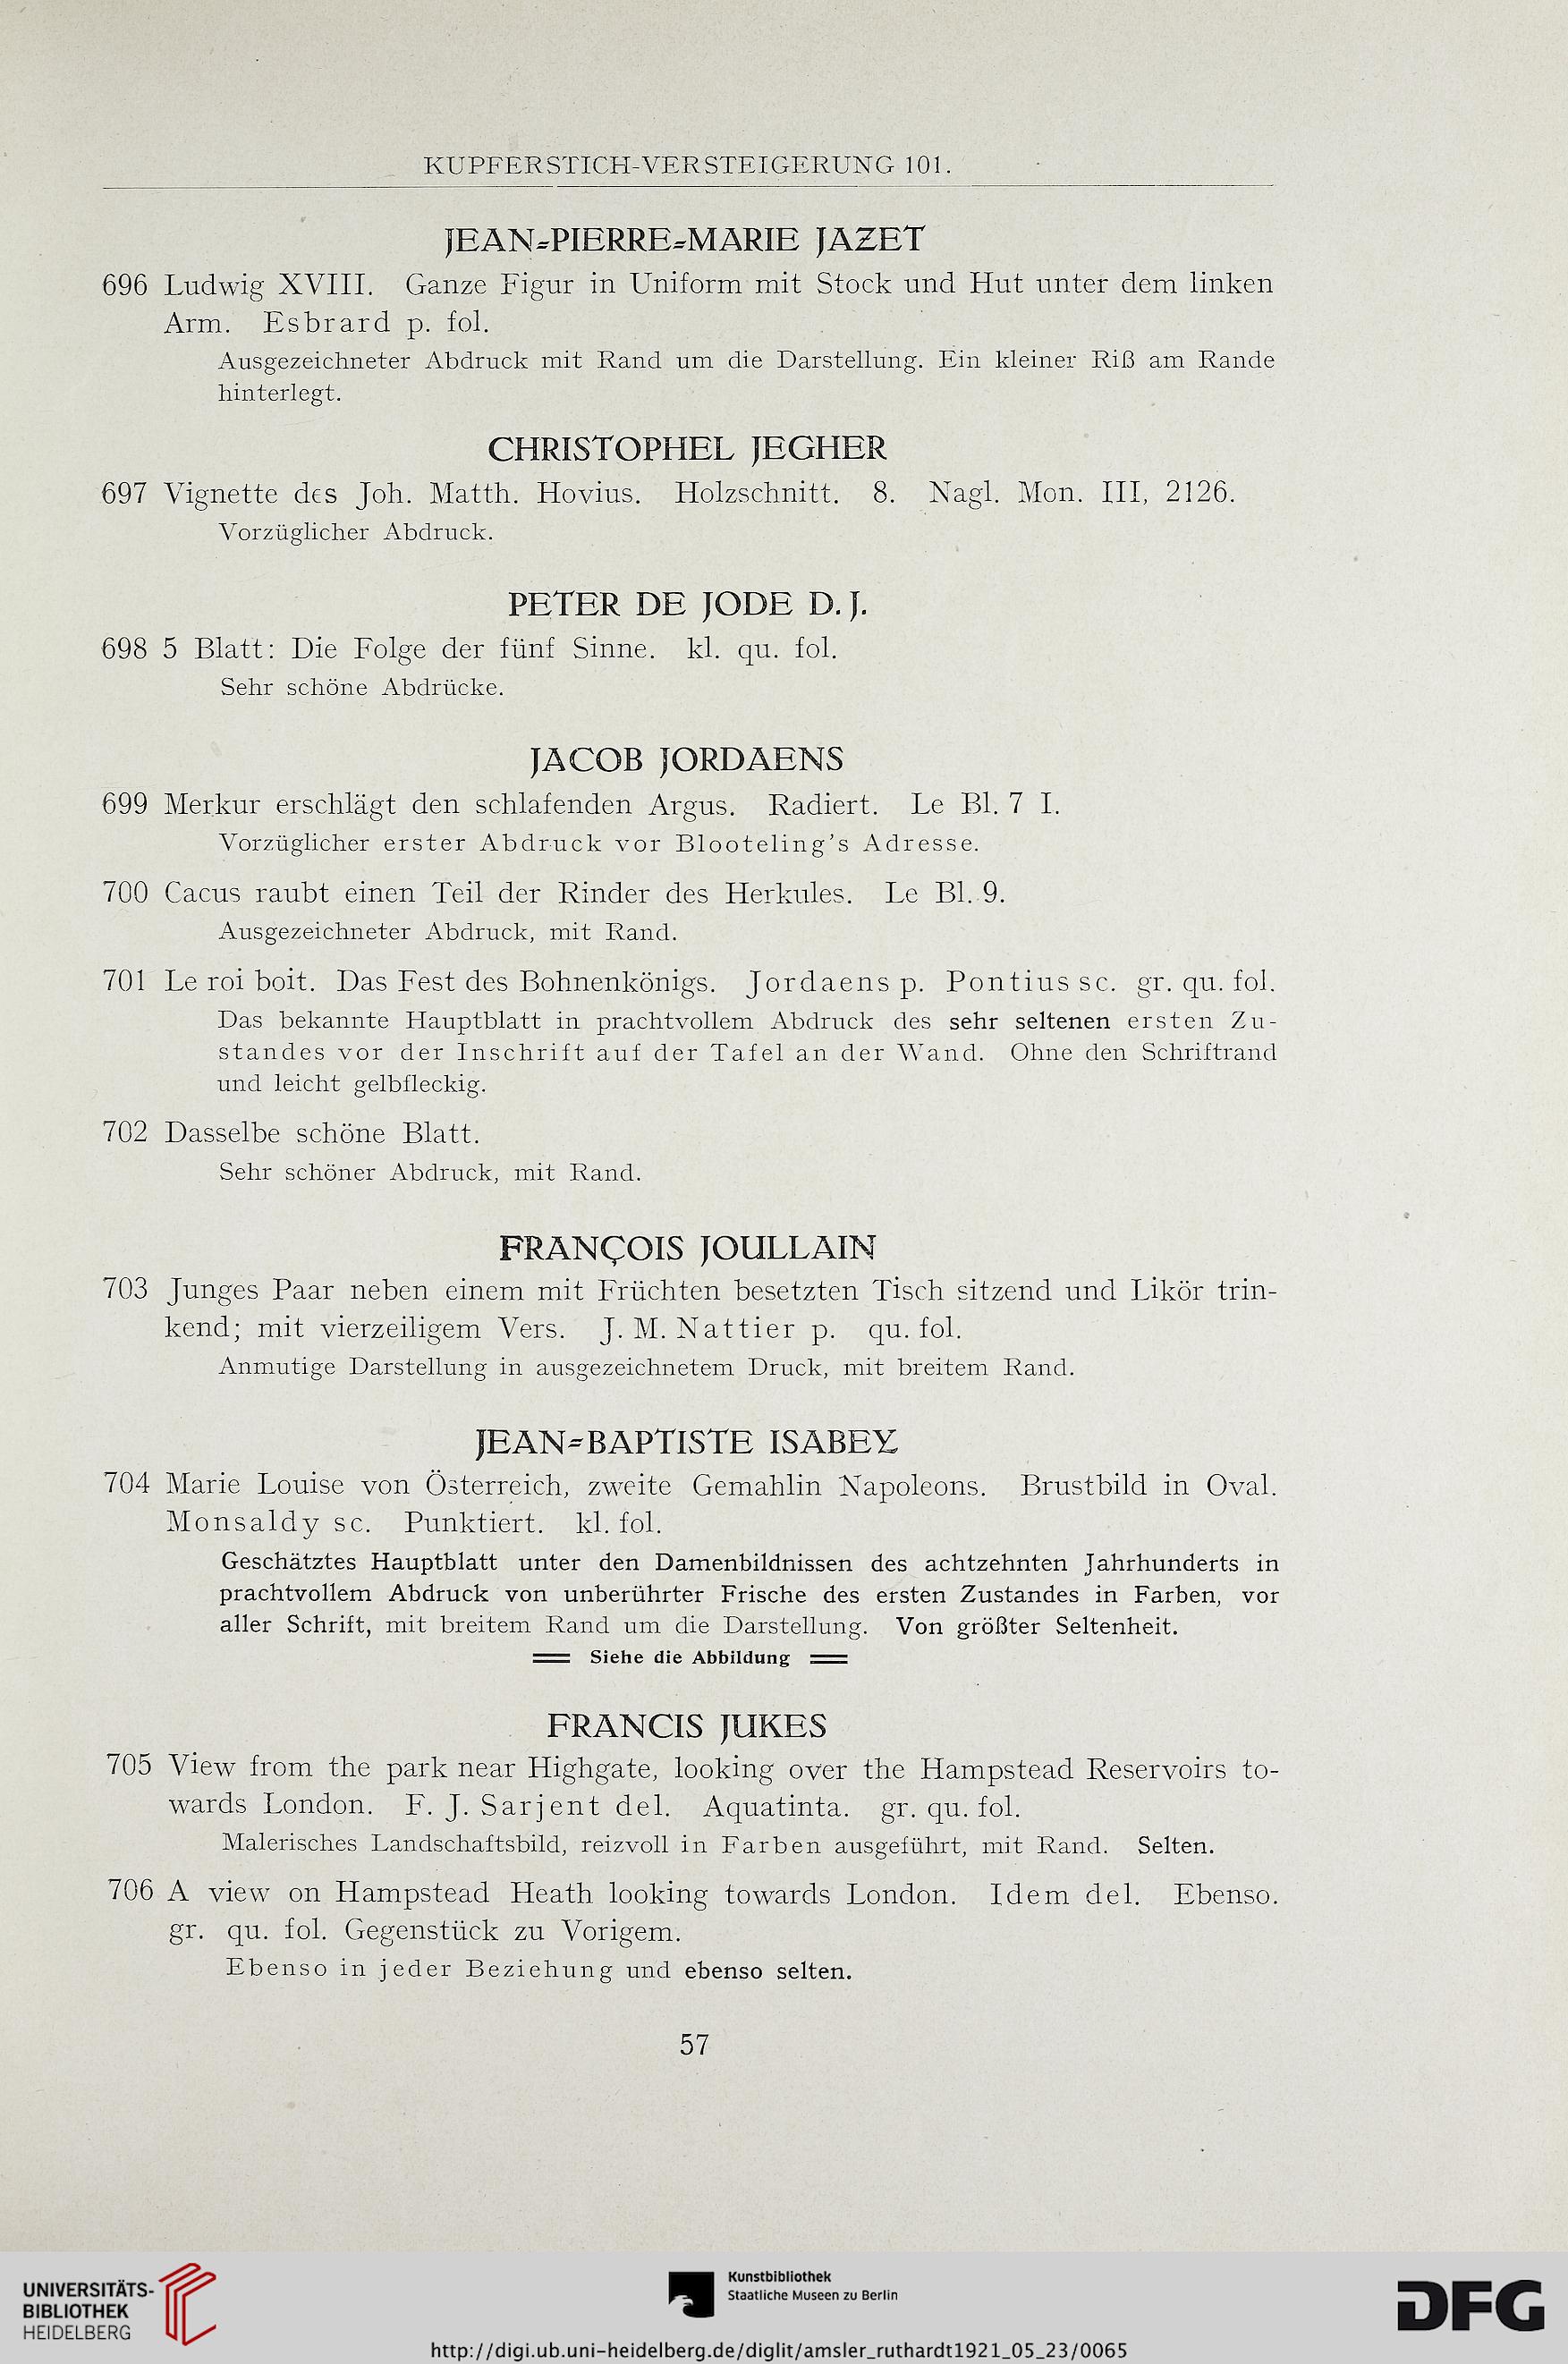 KUPFERSTICH-VERSTEIGERUNG 101.
JEAN-PIERRE-MARIE JAZET
696 Ludwig XVIII. Ganze Figur in Uniform mit Stock und Hut unter dem linken
Arm. Esbrard p. fol.
Ausgezeichneter Abdruck mit Rand um die Darstellung. Ein kleiner Riß am Rande
hinterlegt.
CHRISTOPHEL JEGHER
697 Vignette des Joh. Matth. Hovius. Holzschnitt. 8. Nagl. Mon. III, 2126.
Vorzüglicher Abdruck.
PETER DE JODE D. J.
698 5 Blatt: Die Folge der fünf Sinne. kl. qu. fol.
Sehr schöne Abdrücke.
JACOB JORDAENS
699 Merkur erschlägt den schlafenden Argus. Radiert. Le Bl. 7 I.
Vorzüglicher erster Abdruck vor Blooteling's Adresse.
700 Cacus raubt einen Teil der Rinder des Herkules. Le Bl. 9.
Ausgezeichneter Abdruck, mit Rand.
701 Le roi boit. Das Fest des Bohnenkönigs. Jordaens p. Pontius sc. gr. qu. fol.
Das bekannte Hauptblatt in prachtvollem Abdruck des sehr seltenen ersten Zu-
standes vor der Inschrift auf der Tafel an der Wand. Ohne den Schriftrand
und leicht gelbfleckig.
702 Dasselbe schöne Blatt.
Sehr schöner Abdruck, mit Rand.
FRANÇOIS JOULLAIN
703 Junges Paar neben einem mit Früchten besetzten Tisch sitzend und Likör trin-
kend; mit vierzeiligem Vers. J. M. Nattier p. qu. fol.
Anmutige Darstellung in ausgezeichnetem Druck, mit breitem Rand.
JEAN-BAPTISTE ISABEY
704 Marie Louise von Österreich, zweite Gemahlin Napoleons. Brustbild in Oval.
Monsaldy sc. Punktiert. kl. fol.
Geschätztes Hauptblatt unter den Damenbildnissen des achtzehnten Jahrhunderts in
prachtvollem Abdruck von unberührter Frische des ersten Zustandes in Farben, vor
aller Schrift, mit breitem Rand um die Darstellung. Von größter Seltenheit.
Siehe die Abbildung
FRANCIS JUKES
705 View from the park near Highgate, looking over the Hampstead Reservoirs to-
wards London. F. J. Sarjent del. Aquatinta. gr. qu. fol.
Malerisches Landschaftsbild, reizvoll in Farben ausgeführt, mit Rand. Selten.
706 A view on Hampstead Heath looking towards London. Idem del. Ebenso.
gr. qu. fol. Gegenstück zu Vorigem.
Ebenso in jeder Beziehung und ebenso selten.
57
UNIVERSITÄTS-
BIBLIOTHEK
HEIDELBERG
Kunstbibliothek
Staatliche Museen zu Berlin
DFG
http://digi.ub.uni-heidelberg.de/diglit/amsler_ruthardt1921_05_23/0065